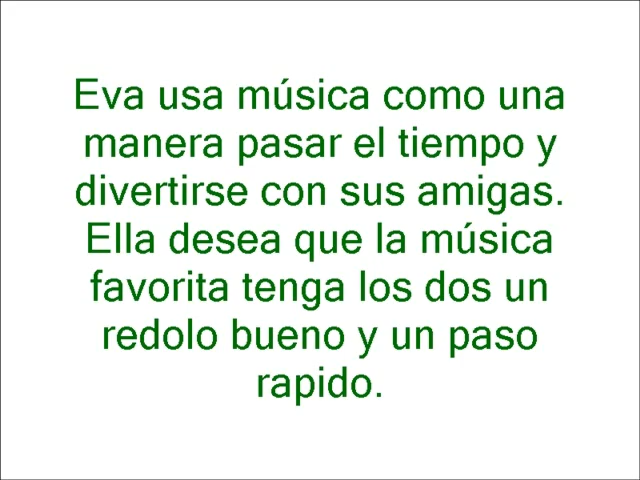 Eva usa música como una
manera pasar el tiempo y
divertirse con sus amigas.
Ella desea que la música
favorita tenga los dos un
redolo bueno y un paso
rapido.